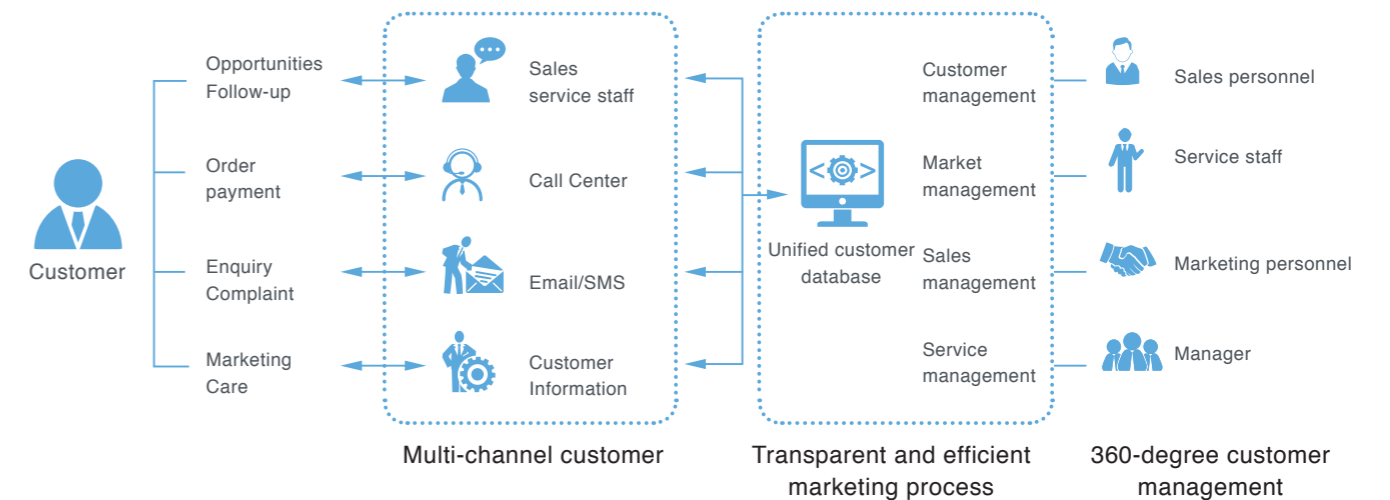 Customer
Opportunities
Follow-up
Order
payment
Enquiry
Complaint
Marketing
Care
Sales
service staff
Call Center
Email/SMS
Customer
Information
Multi-channel customer
Unified customer
database
Customer
management
Market
management
Sales
management
Service
management
Transparent and efficient
marketing process
Sales personnel
Service staff
Marketing personnel
Manager
360-degree customer
management